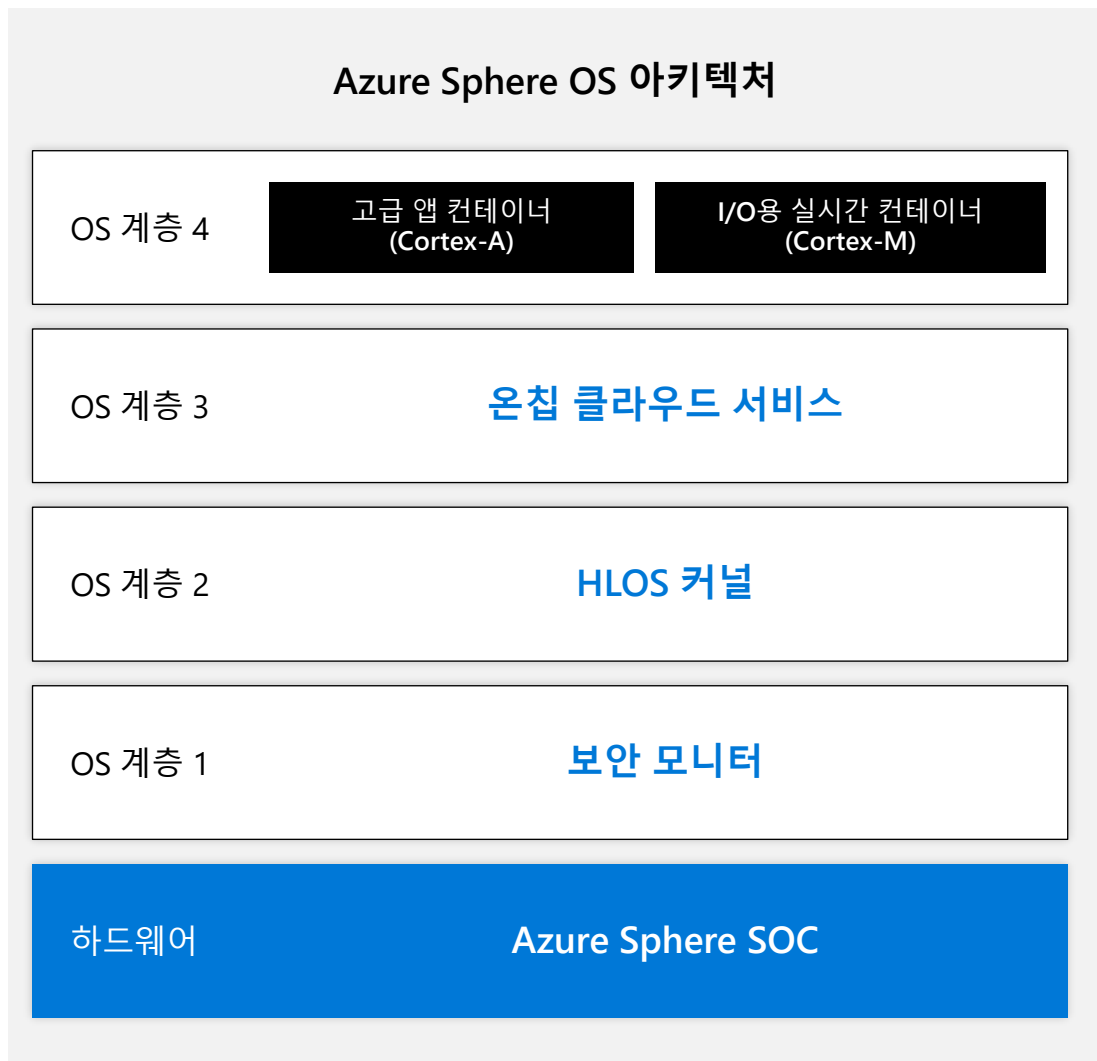 Azure Sphere OS 아키텍처
OS 계층 4
고급 앱 컨테이너
(Cortex-A)
I/O용 실시간 컨테이너
(Cortex-M)
OS 계층 3
온칩 클라우드 서비스
OS 계층 2
HLOS 커널
OS 계층 1
보안 모니터
하드웨어
Azure Sphere SOC